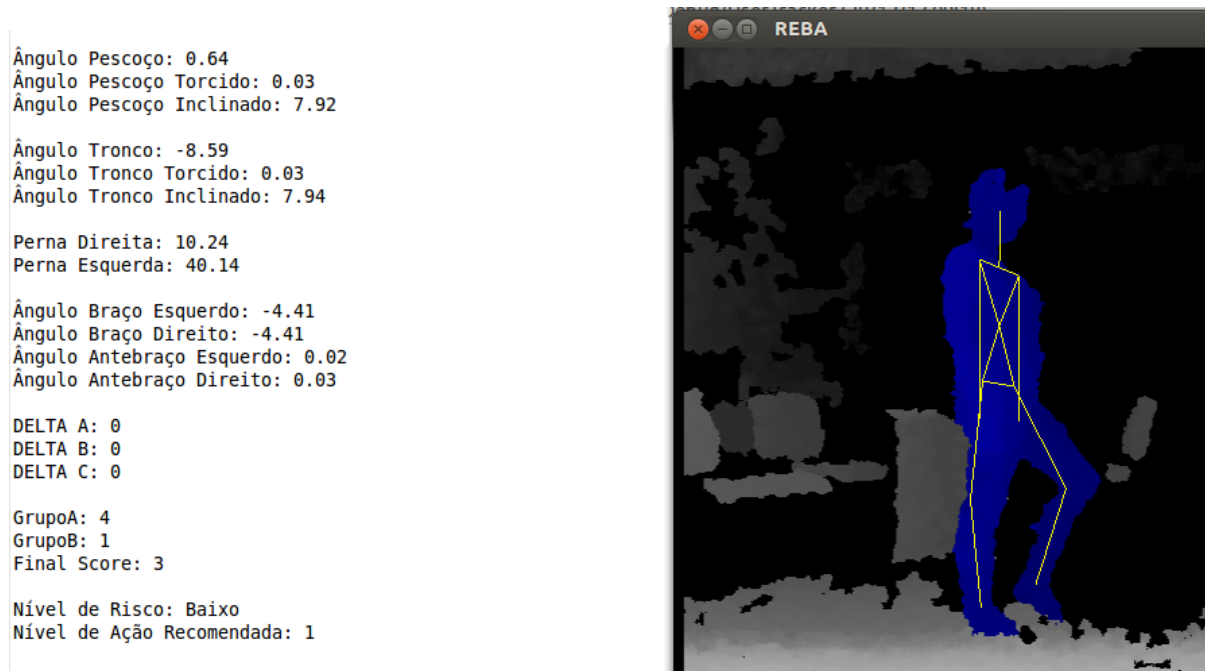 Ângulo Pescoço: 0.64
Ângulo Pescoço Torcido: 0.03
Ângulo Pescoço Inclinado: 7.92
Ângulo Tronco: -8.59
Ângulo Tronco Torcido: 0.03
Ângulo Tronco Inclinado: 7.94
Perna Direita: 10.24
Perna Esquerda: 40.14
Ângulo Braço Esquerdo: -4.41
Ângulo Braço Direito: -4.41
Ângulo Antebraço Esquerdo: 0.02
Ângulo Antebraço Direito: 0.03
DELTA A: 0
DELTA B: 0
DELTA C: 0
GrupoA: 4
GrupoB: 1
Final Score: 3
Nível de Risco: Baixo
Nível de Ação Recomendada: 1
REBA